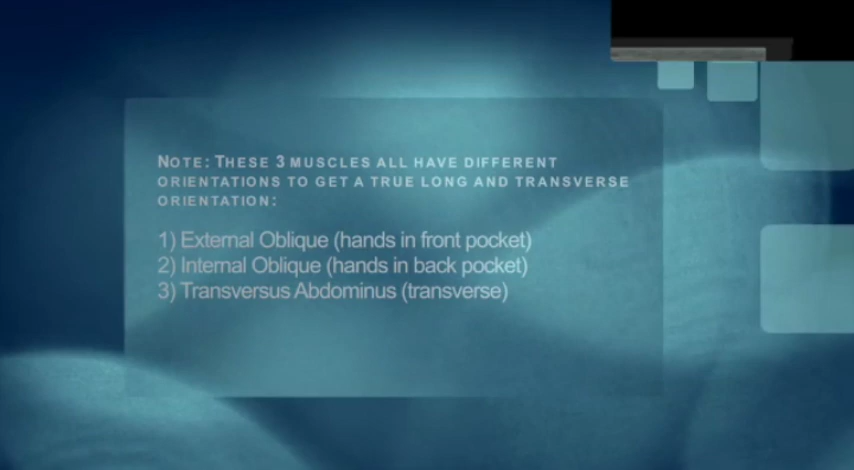 NOTE: THESE 3 MUSCLES ALL HAVE DIFFERENT
ORIENTATIONS TO GET A TRUE LONG AND TRANSVERSE
ORIENTATION:
1) External Oblique (hands in front pocket)
2) Internal Oblique (hands in back pocket)
3) Transversus Abdominus (transverse)